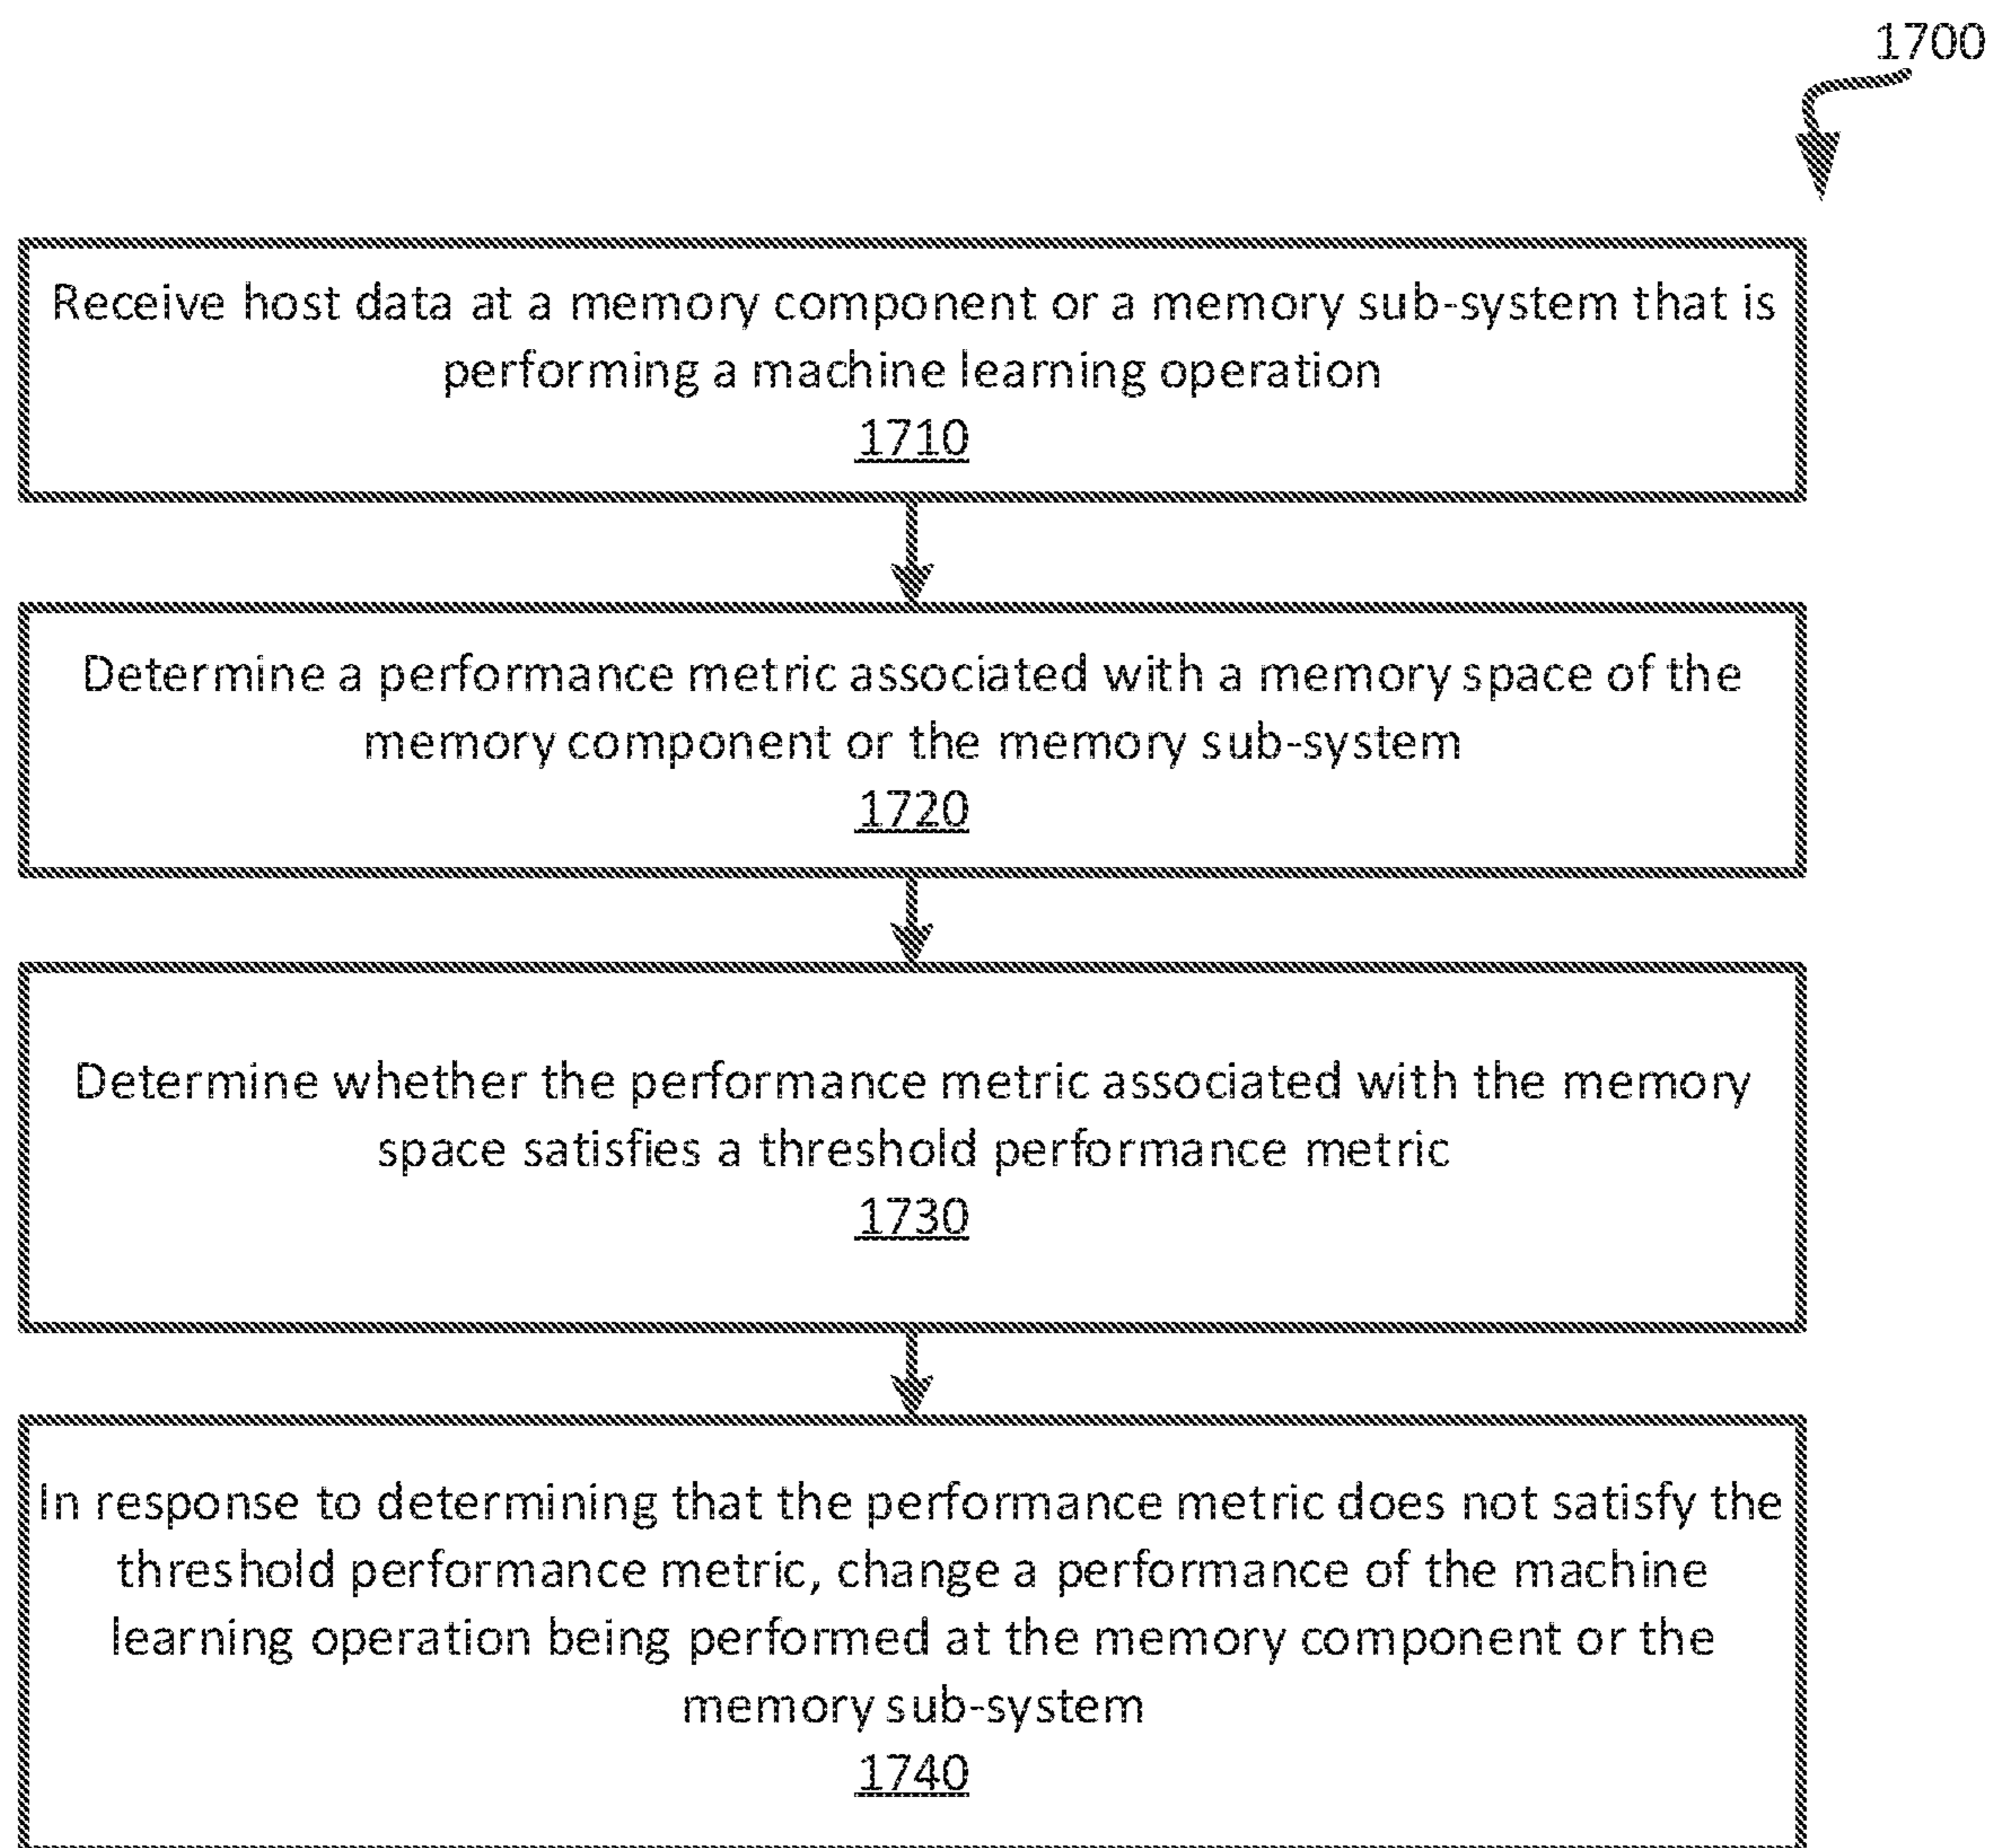 1700
Receive host data at a memory component or a memory sub-system that is
performing a machine learning operation
1710
Determine a performance metric associated with a memory space of the
memory component or the memory sub-system
1720
Determine whether the performance metric associated with the memory
space satisfies a threshold performance metric
1730
In response to determining that the performance metric does not satisfy the
threshold performance metric, change a performance of the machine
learning operation being performed at the memory component or the
memory sub-system
1740